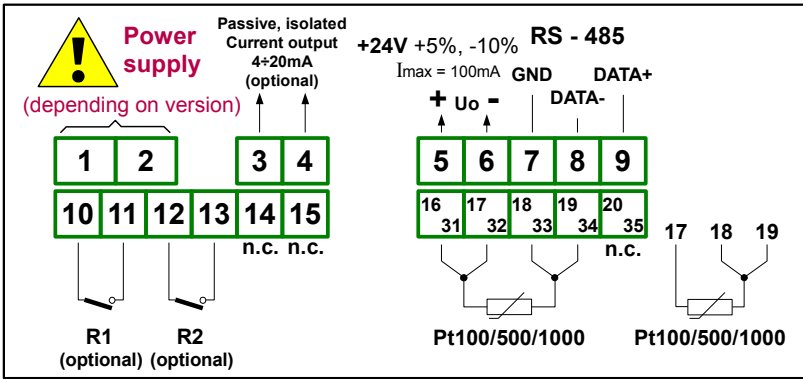 Power
supply
(depending on version)
Passive, isolated
Current output
4÷20mA
(optional)
+24V +5%, -10%
Imax = 100mA
+ Uo -
RS - 485
GND
DATA-
DATA+
1 2 3 4 5 6 7 8 9
10 11 12 13 14 15
n.c. n.c.
16 17 18 19 20
31 32 33 34 35
n.c.
17 18 19
R1
(optional)
R2
(optional)
Pt100/500/1000
Pt100/500/1000